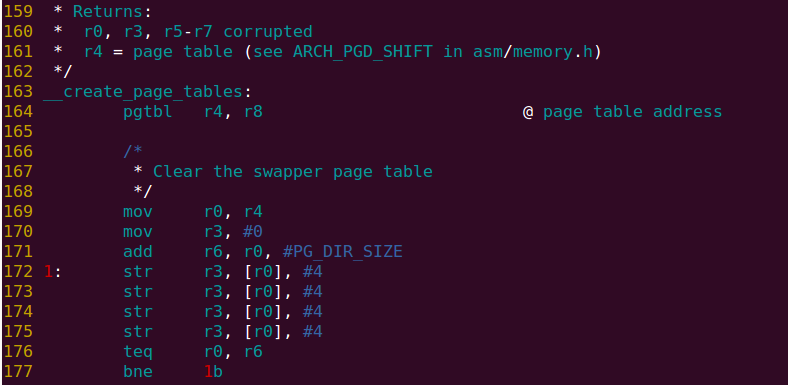 159  * Returns:
160  *  r0, r3, r5-r7 corrupted
161  *  r4 = page table (see ARCH_PGD_SHIFT in asm/memory.h)
162  */
163 __create_page_tables:
164         pgtbl   r4, r8                          @ page table address
165
166         /*
167          * Clear the swapper page table
168          */
169         mov     r0, r4
170         mov     r3, #0
171         add     r6, r0, #PG_DIR_SIZE
172 1:      str     r3, [r0], #4
173         str     r3, [r0], #4
174         str     r3, [r0], #4
175         str     r3, [r0], #4
176         teq     r0, r6
177         bne     1b